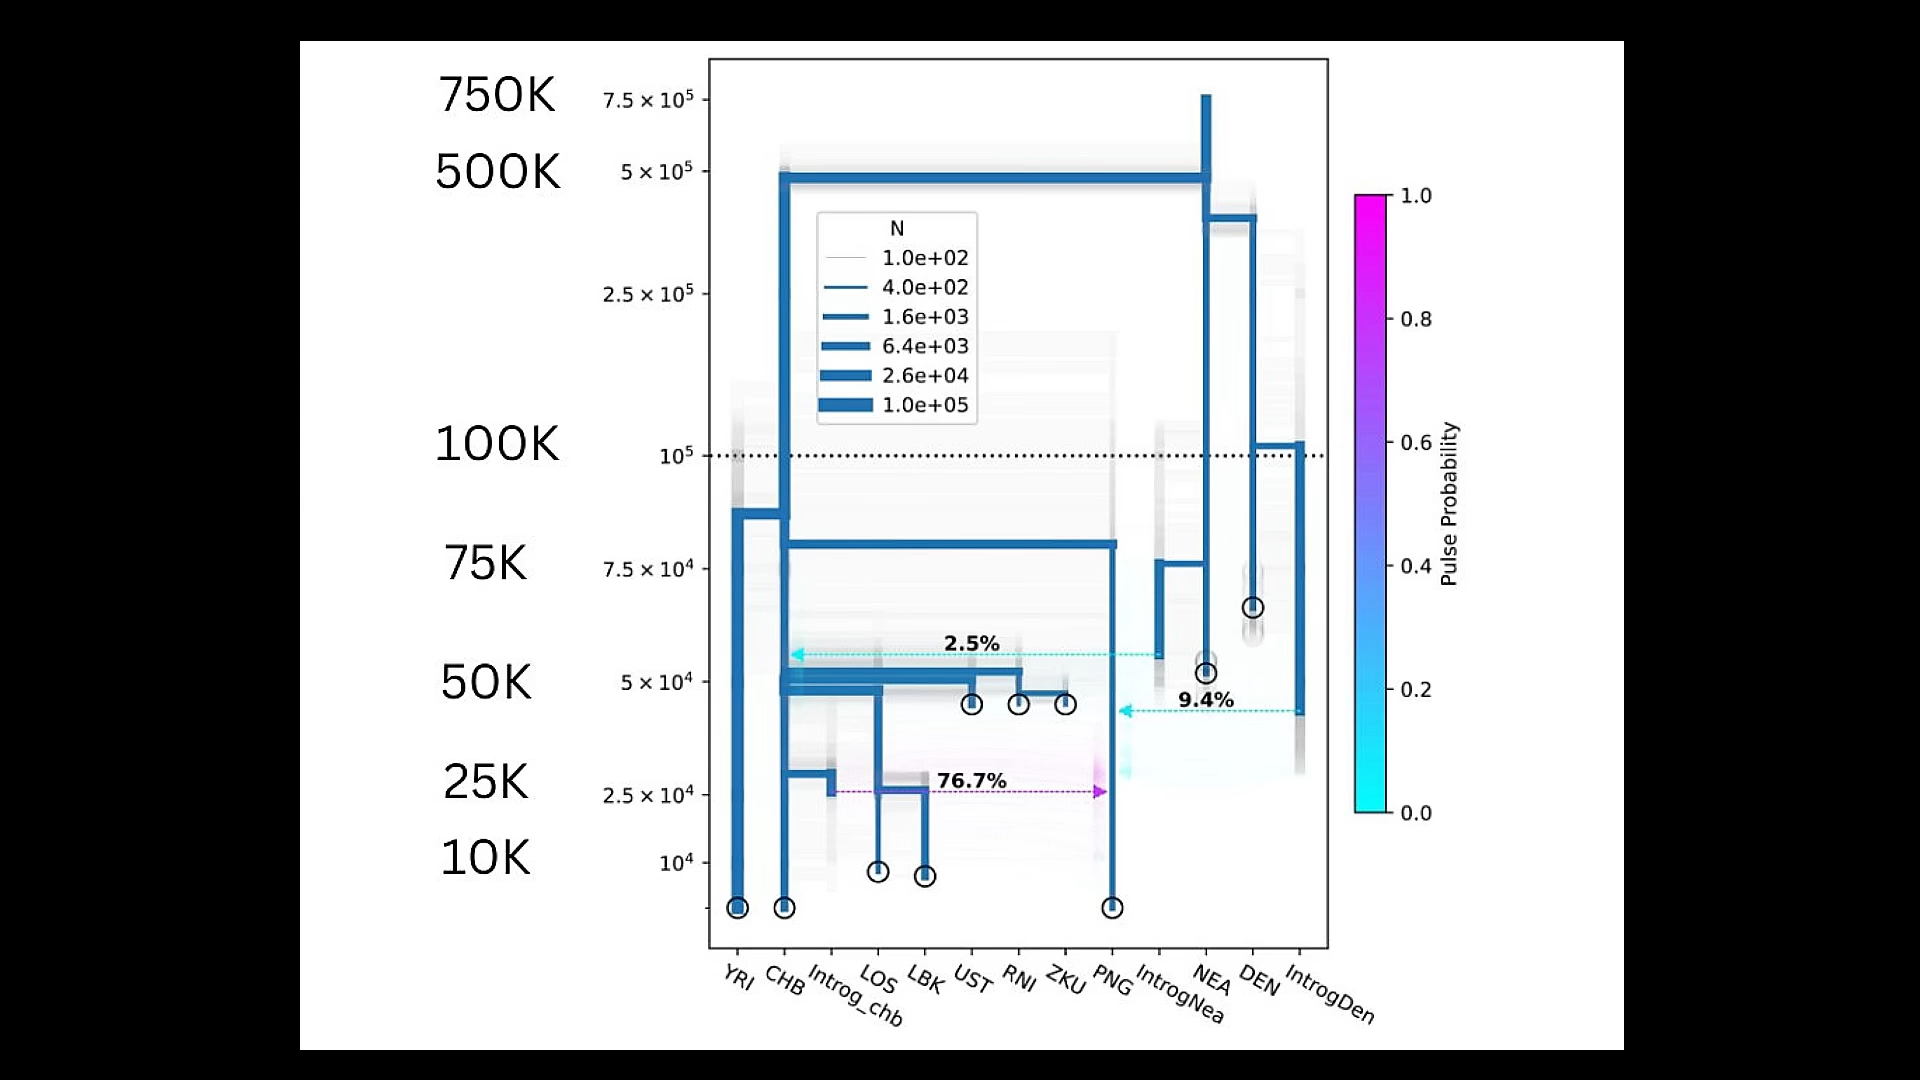 750K
500K
100K
75K
50K
25K
10K
7.5 × 10⁵
5 × 10⁵
2.5 × 10⁵
10⁵
7.5 × 10⁴
5 × 10⁴
2.5 × 10⁴
10⁴
N
1.0e+02
4.0e+02
1.6e+03
6.4e+03
2.6e+04
1.0e+05
2.5%
9.4%
76.7%
YRI
CHB
Introg_chb
LOS
LBK
UST
RNI
ZKU
PNG
IntrogNea
NEA
DEN
IntrogDen
1.0
0.8
0.6
0.4
0.2
0.0
Pulse Probability